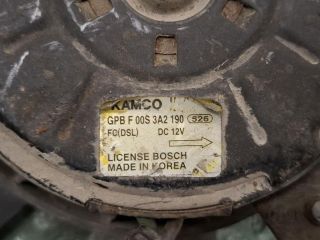 KAMCO
GPB F 00S 3A2 190 S26
FC(DSL) DC 12V
LICENSE BOSCH
MADE IN KOREA